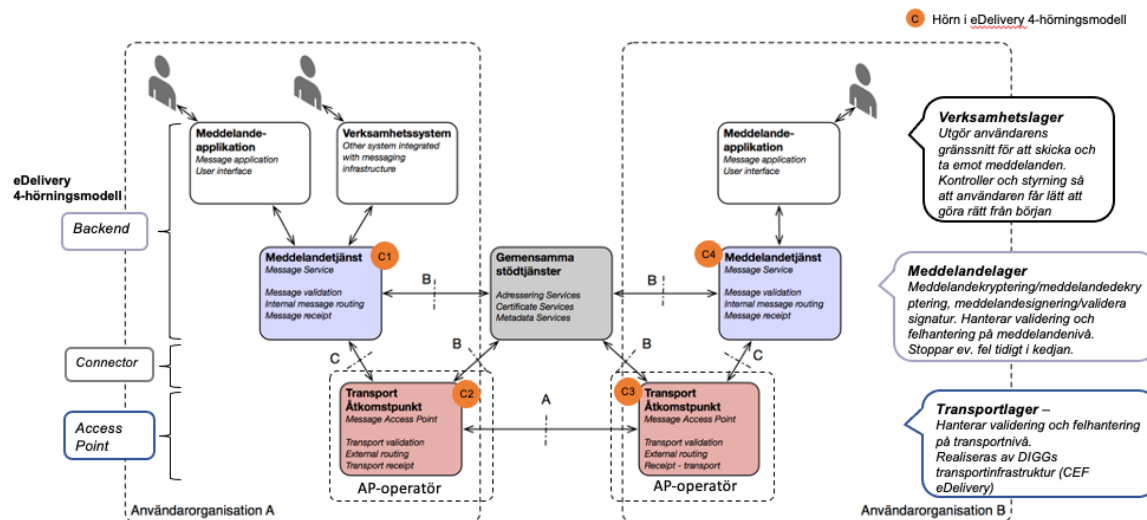 C Hörn i eDelivery 4-hörningsmodell
Meddelande-
applikation
Message application
User interface
Verksamhetssystem
Other system integrated
with messaging
infrastructure
Meddelande-
applikation
Message application
User interface
Verksamhetslager
Utgör användarens
gränssnitt för att skicka och
ta emot meddelanden.
Kontroller och styrning så
att användaren får lätt att
göra rätt från början
eDelivery
4-hörningsmodell
Backend
C1
Meddelandetjänst
Message Service
Message validation
Internal message routing
Message receipt
B
Gemensamma
stödtjänster
Adressering Services
Certificate Services
Metadata Services
B
C4
Meddelandetjänst
Message Service
Message validation
Internal message routing
Message receipt
Meddelandelager
Meddelandekryptering/meddelandedekry
ptering, meddelandesignering/validera
signatur. Hanterar validering och
felhantering på meddelandenivå.
Stoppar ev. fel tidigt i kedjan.
Connector
C
B
B
C
Access
Point
C2
Transport
Åtkomstpunkt
Message Access Point
Transport validation
External routing
Transport receipt
A
C3
Transport
Åtkomstpunkt
Message Access Point
Transport validation
External routing
Receipt - transport
Transportlager –
Hanterar validering och felhantering
på transportnivå.
Realiseras av DIGGs
transportinfrastruktur (CEF
eDelivery)
AP-operatör
AP-operatör
Användarorganisation A
Användarorganisation B